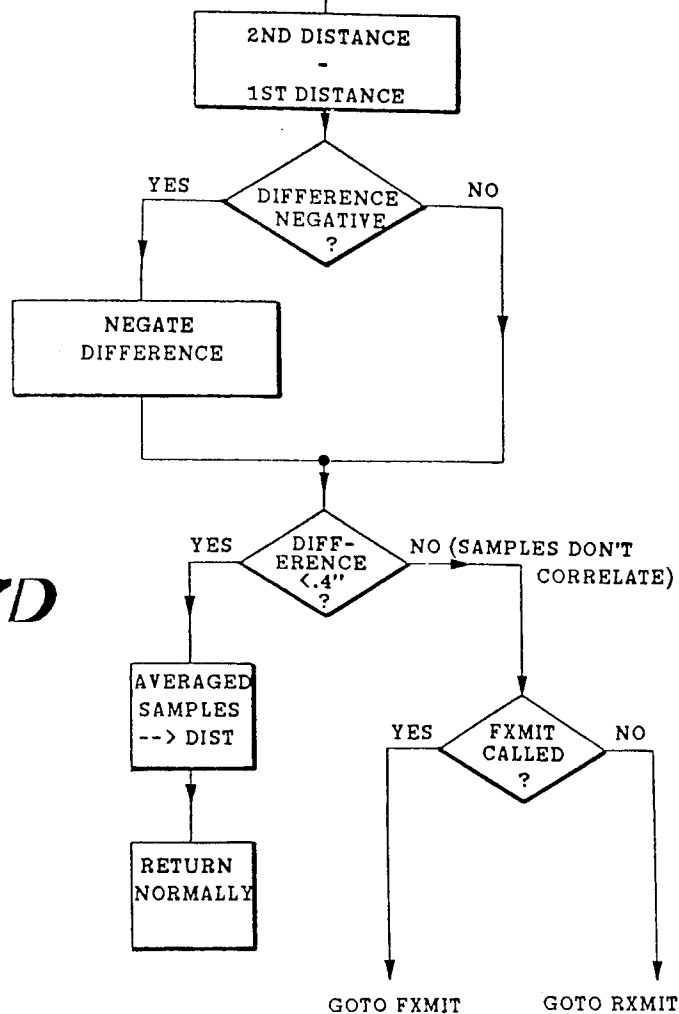 2ND DISTANCE
-
1ST DISTANCE
YES
DIFFERENCE
NEGATIVE
?
NO
NEGATE
DIFFERENCE
YES
DIFF-
ERENCE
<.4"
?
NO (SAMPLES DON'T
CORRELATE)
AVERAGED
SAMPLES
--> DIST
YES
FXMIT
CALLED
?
NO
RETURN
NORMALLY
GOTO FXMIT
GOTO RXMIT